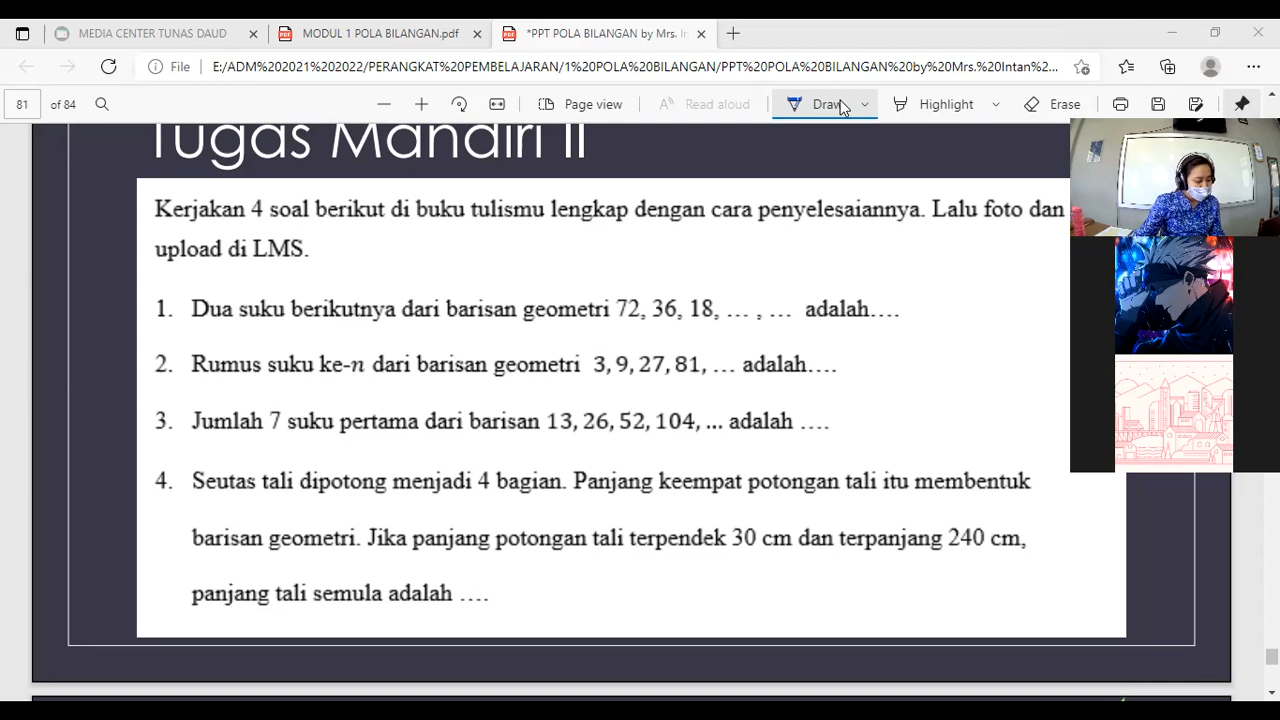 MEDIA CENTER TUNAS DAUD
MODUL 1 POLA BILANGAN.pdf
*PPT POLA BILANGAN by Mrs. In
File
E:/ADM%202021%202022/PERANGKAT%20PEMBELAJARAN/1%20POLA%20BILANGAN/PPT%20POLA%20BILANGAN%20by%20Mrs.%20Intan%2...
81 of 84
Page view
Read aloud
Draw
Highlight
Erase
Tugas Mandiri II
Kerjakan 4 soal berikut di buku tulismu lengkap dengan cara penyelesaiannya. Lalu foto dan
upload di LMS.
1. Dua suku berikutnya dari barisan geometri 72, 36, 18, … , … adalah….
2. Rumus suku ke-n dari barisan geometri 3, 9, 27, 81, … adalah….
3. Jumlah 7 suku pertama dari barisan 13, 26, 52, 104, ... adalah ….
4. Seutas tali dipotong menjadi 4 bagian. Panjang keempat potongan tali itu membentuk
barisan geometri. Jika panjang potongan tali terpendek 30 cm dan terpanjang 240 cm,
panjang tali semula adalah ….